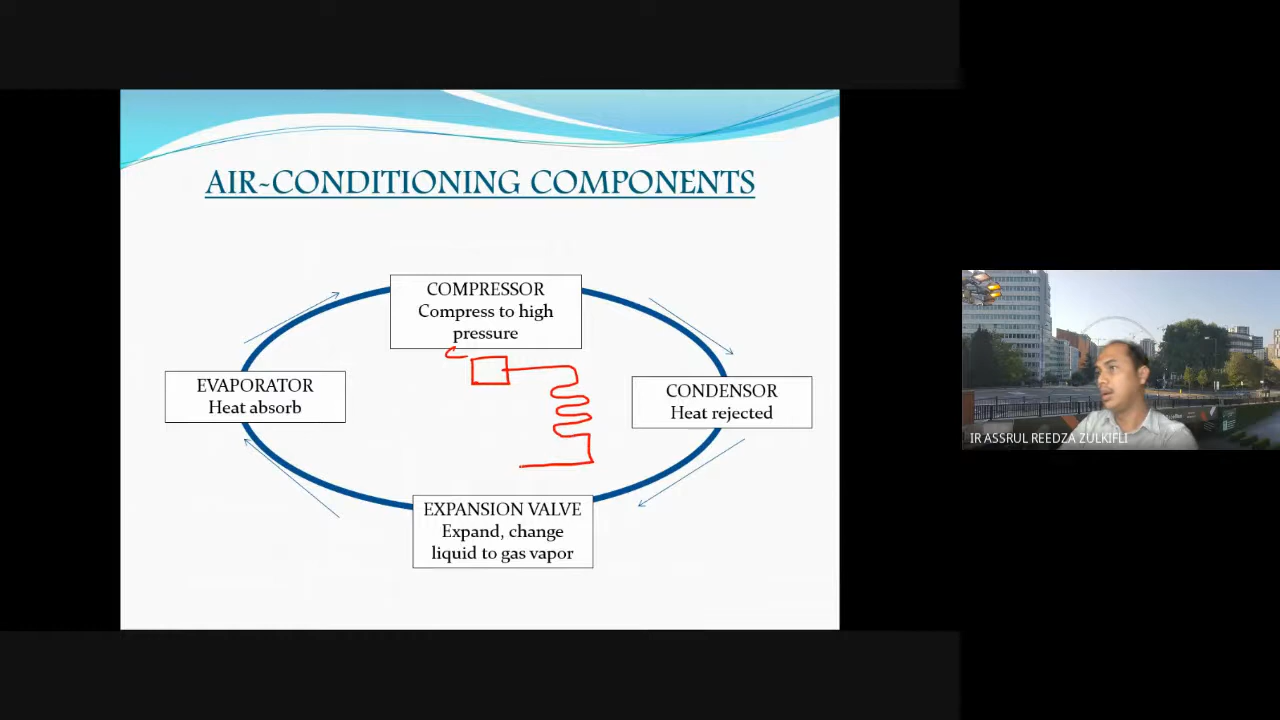 AIR-CONDITIONING COMPONENTS
COMPRESSOR
Compress to high
pressure
C
EVAPORATOR
Heat absorb
CONDENSOR
Heat rejected
EXPANSION VALVE
Expand, change
liquid to gas vapor
IR ASSRUL REEDZA ZULKIFLI